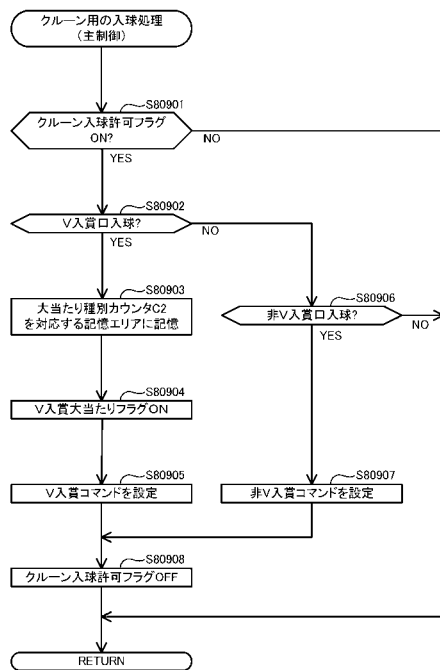 クルーン用の入球処理
(主制御)
S80901
クルーン入球許可フラグ
ON?
NO
YES
S80902
V入賞口入球?
NO
YES
S80903
大当たり種別カウンタC2
を対応する記憶エリアに記憶
S80906
非V入賞口入球?
NO
YES
S80904
V入賞大当たりフラグON
S80905
V入賞コマンドを設定
S80907
非V入賞コマンドを設定
S80908
クルーン入球許可フラグOFF
RETURN